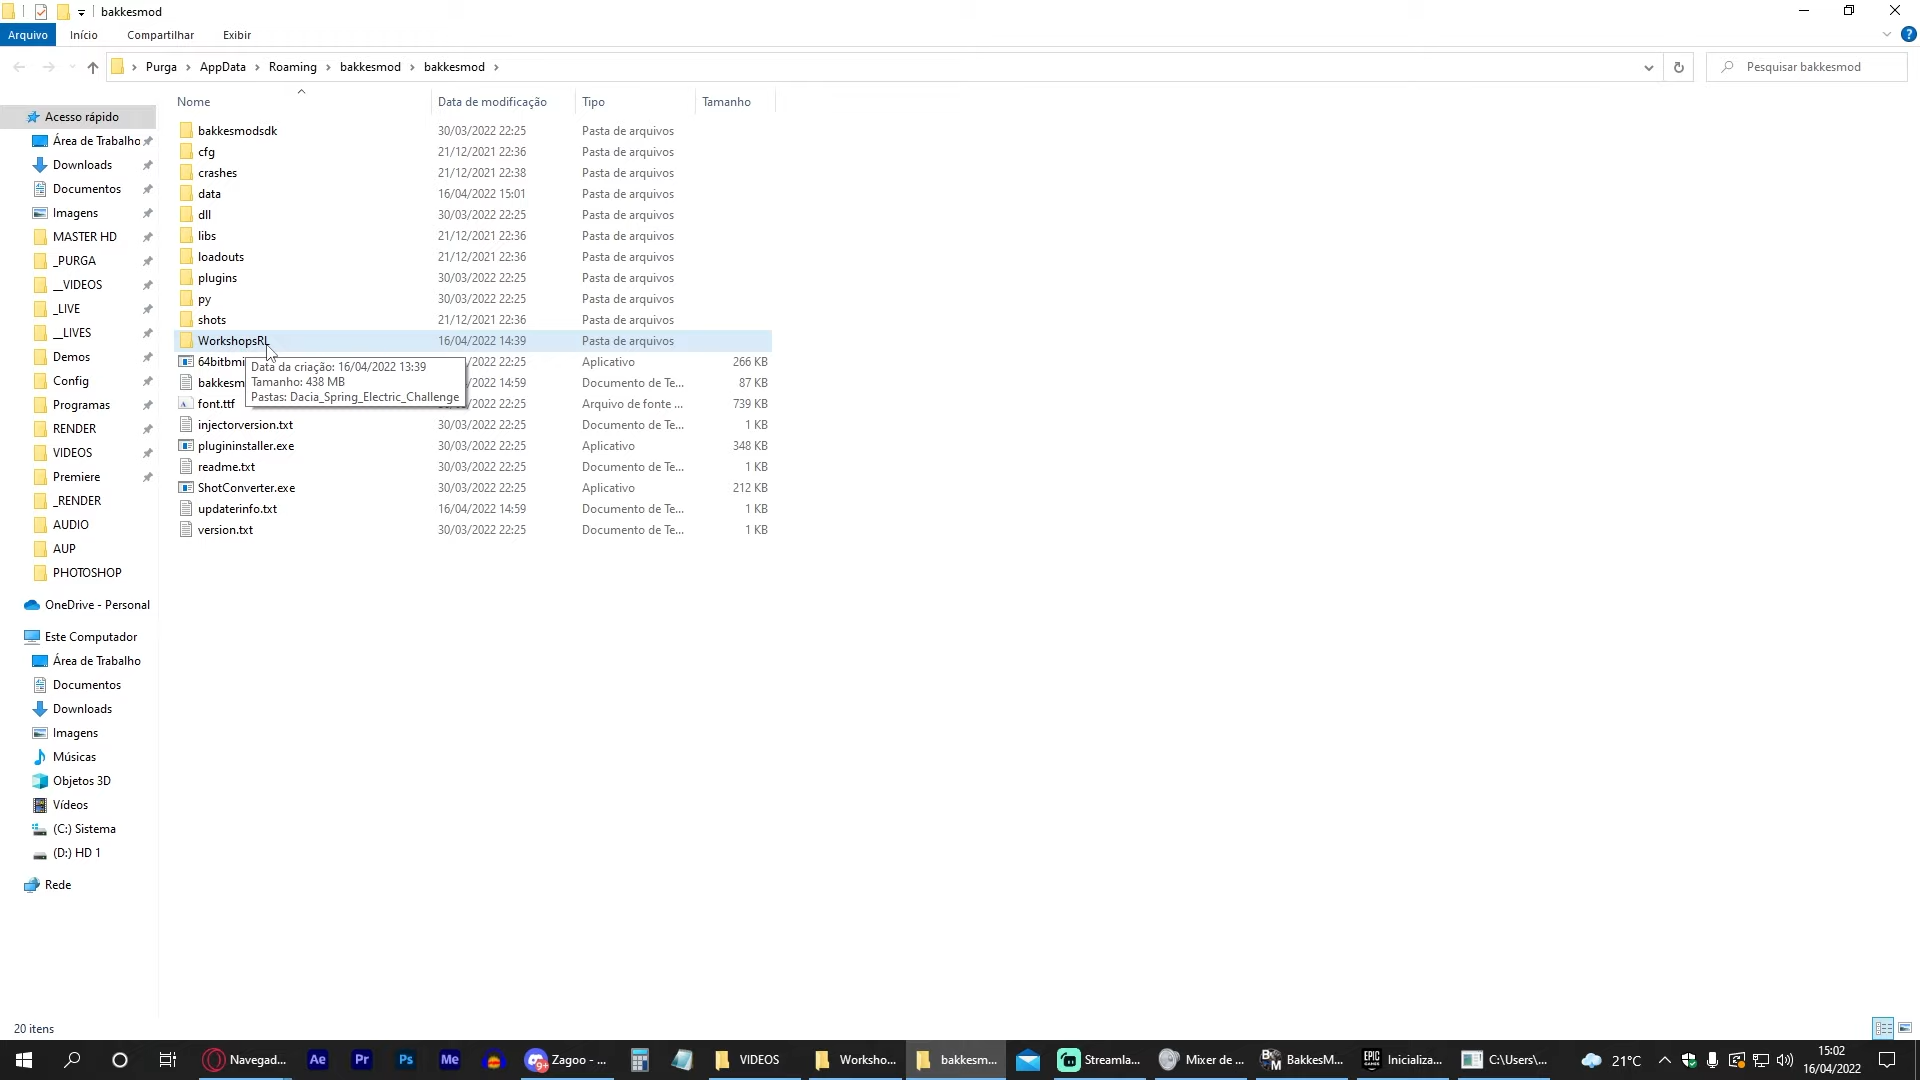 bakkesmod
Arquivo Início Compartilhar Exibir
Purga AppData Roaming bakkesmod bakkesmod
Pesquisar bakkesmod
Nome Data de modificação Tipo Tamanho
Acesso rápido
Área de Trabalho
Downloads
Documentos
Imagens
MASTER HD
_PURGA
__VIDEOS
_LIVE
__LIVES
Demos
Config
Programas
RENDER
VIDEOS
Premiere
_RENDER
AUDIO
AUP
PHOTOSHOP
OneDrive - Personal
Este Computador
Área de Trabalho
Documentos
Downloads
Imagens
Músicas
Objetos 3D
Vídeos
(C:) Sistema
(D:) HD 1
Rede
bakkesmodsdk 30/03/2022 22:25 Pasta de arquivos
cfg 21/12/2021 22:36 Pasta de arquivos
crashes 21/12/2021 22:38 Pasta de arquivos
data 16/04/2022 15:01 Pasta de arquivos
dll 30/03/2022 22:25 Pasta de arquivos
libs 21/12/2021 22:36 Pasta de arquivos
loadouts 21/12/2021 22:36 Pasta de arquivos
plugins 30/03/2022 22:25 Pasta de arquivos
py 30/03/2022 22:25 Pasta de arquivos
shots 21/12/2021 22:36 Pasta de arquivos
WorkshopsRL 16/04/2022 14:39 Pasta de arquivos
64bitbmi /2022 22:25 Aplicativo 266 KB
bakkesm /2022 14:59 Documento de Te... 87 KB
font.ttf /2022 22:25 Arquivo de fonte ... 739 KB
injectorversion.txt 30/03/2022 22:25 Documento de Te... 1 KB
plugininstaller.exe 30/03/2022 22:25 Aplicativo 348 KB
readme.txt 30/03/2022 22:25 Documento de Te... 1 KB
ShotConverter.exe 30/03/2022 22:25 Aplicativo 212 KB
updaterinfo.txt 16/04/2022 14:59 Documento de Te... 1 KB
version.txt 30/03/2022 22:25 Documento de Te... 1 KB
Data da criação: 16/04/2022 13:39
Tamanho: 438 MB
Pastas: Dacia_Spring_Electric_Challenge
20 itens
Navegad... Ae Pr Ps Me Zagoo - ... VIDEOS Worksho... bakkesm... Streamla... Mixer de ... BakkesM... Inicializa... C:\Users\... 21°C 15:02
16/04/2022